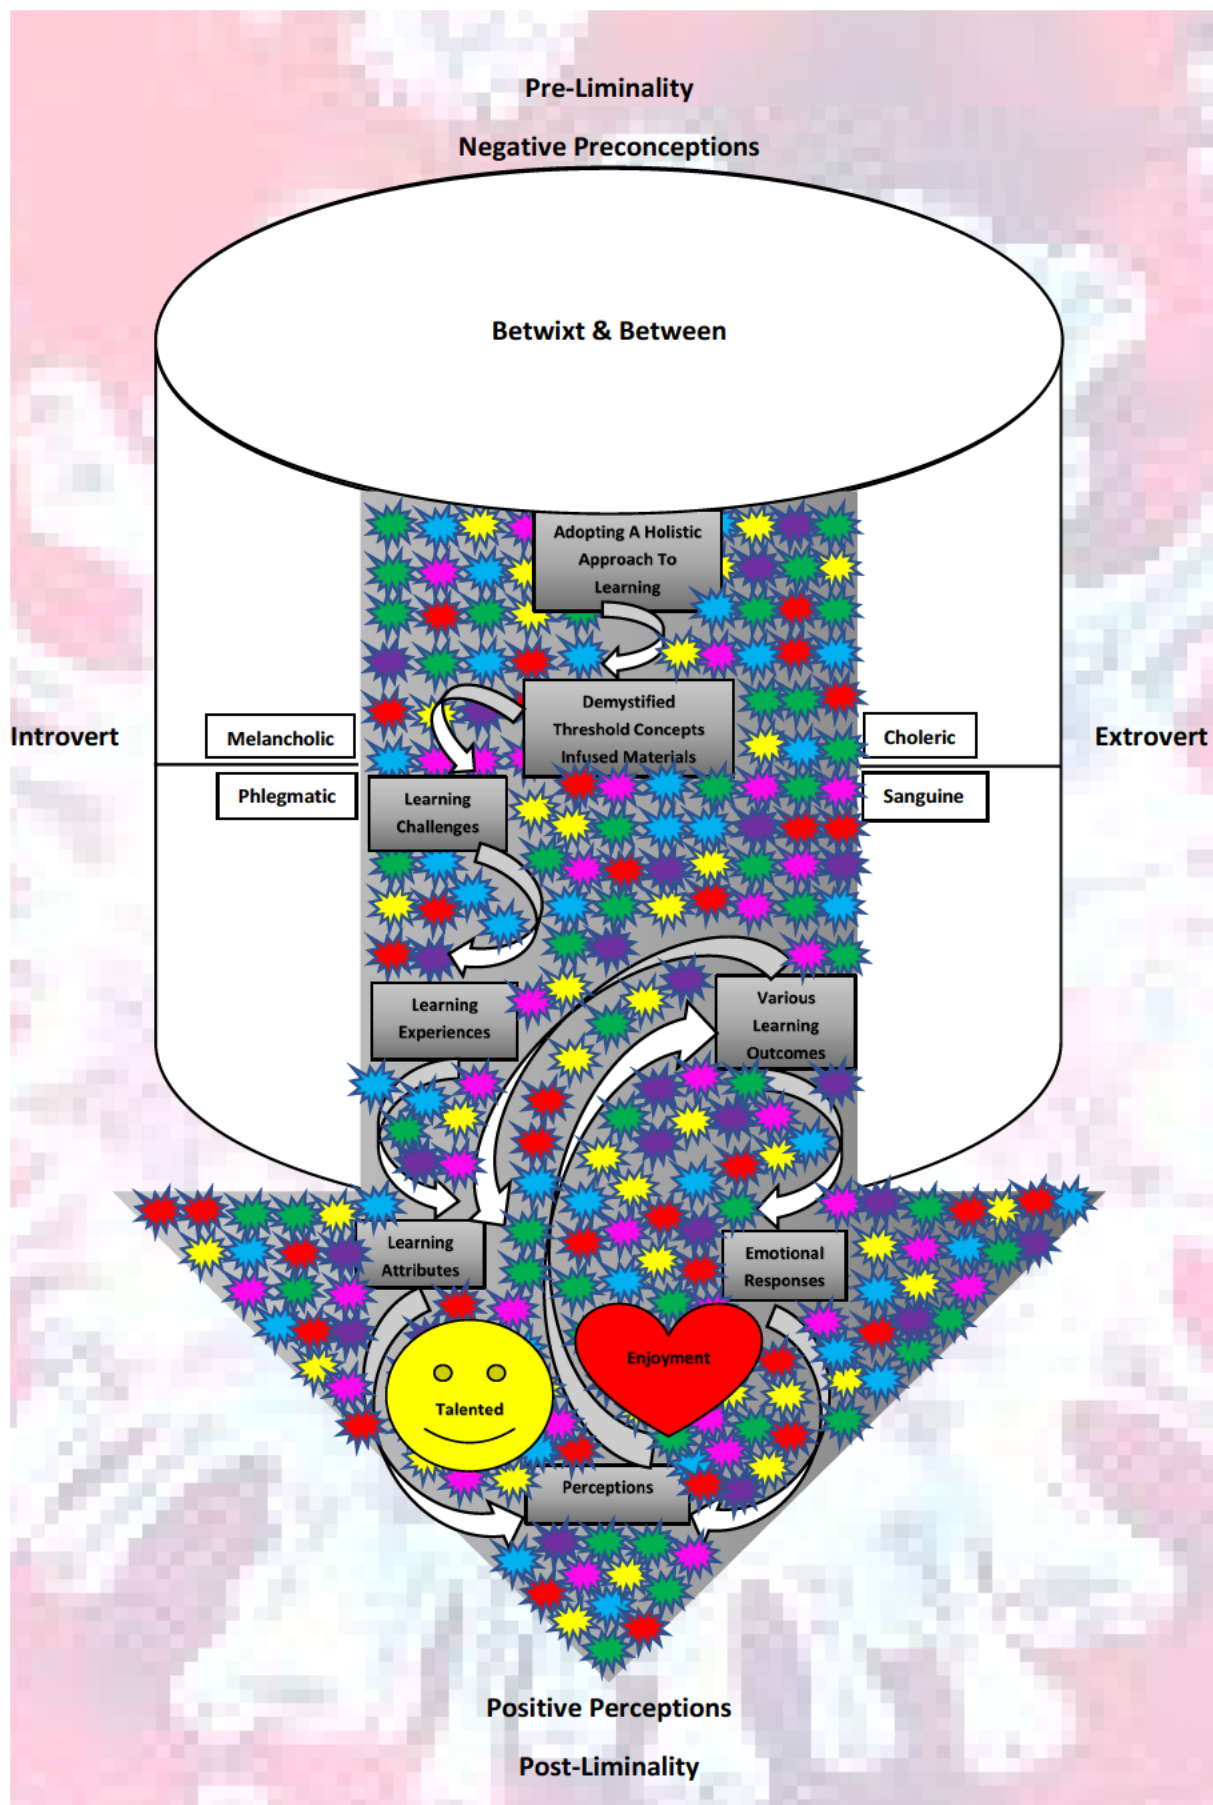 Pre-Liminality
Negative Preconceptions
Betwixt & Between
Adopting A Holistic
Approach To
Learning
Demystified
Threshold Concepts
Infused Materials
Introvert
Melancholic
Choleric
Extrovert
Phlegmatic
Sanguine
Learning
Challenges
Learning
Experiences
Various
Learning
Outcomes
Learning
Attributes
Emotional
Responses
Enjoyment
Talented
Perceptions
Positive Perceptions
Post-Liminality